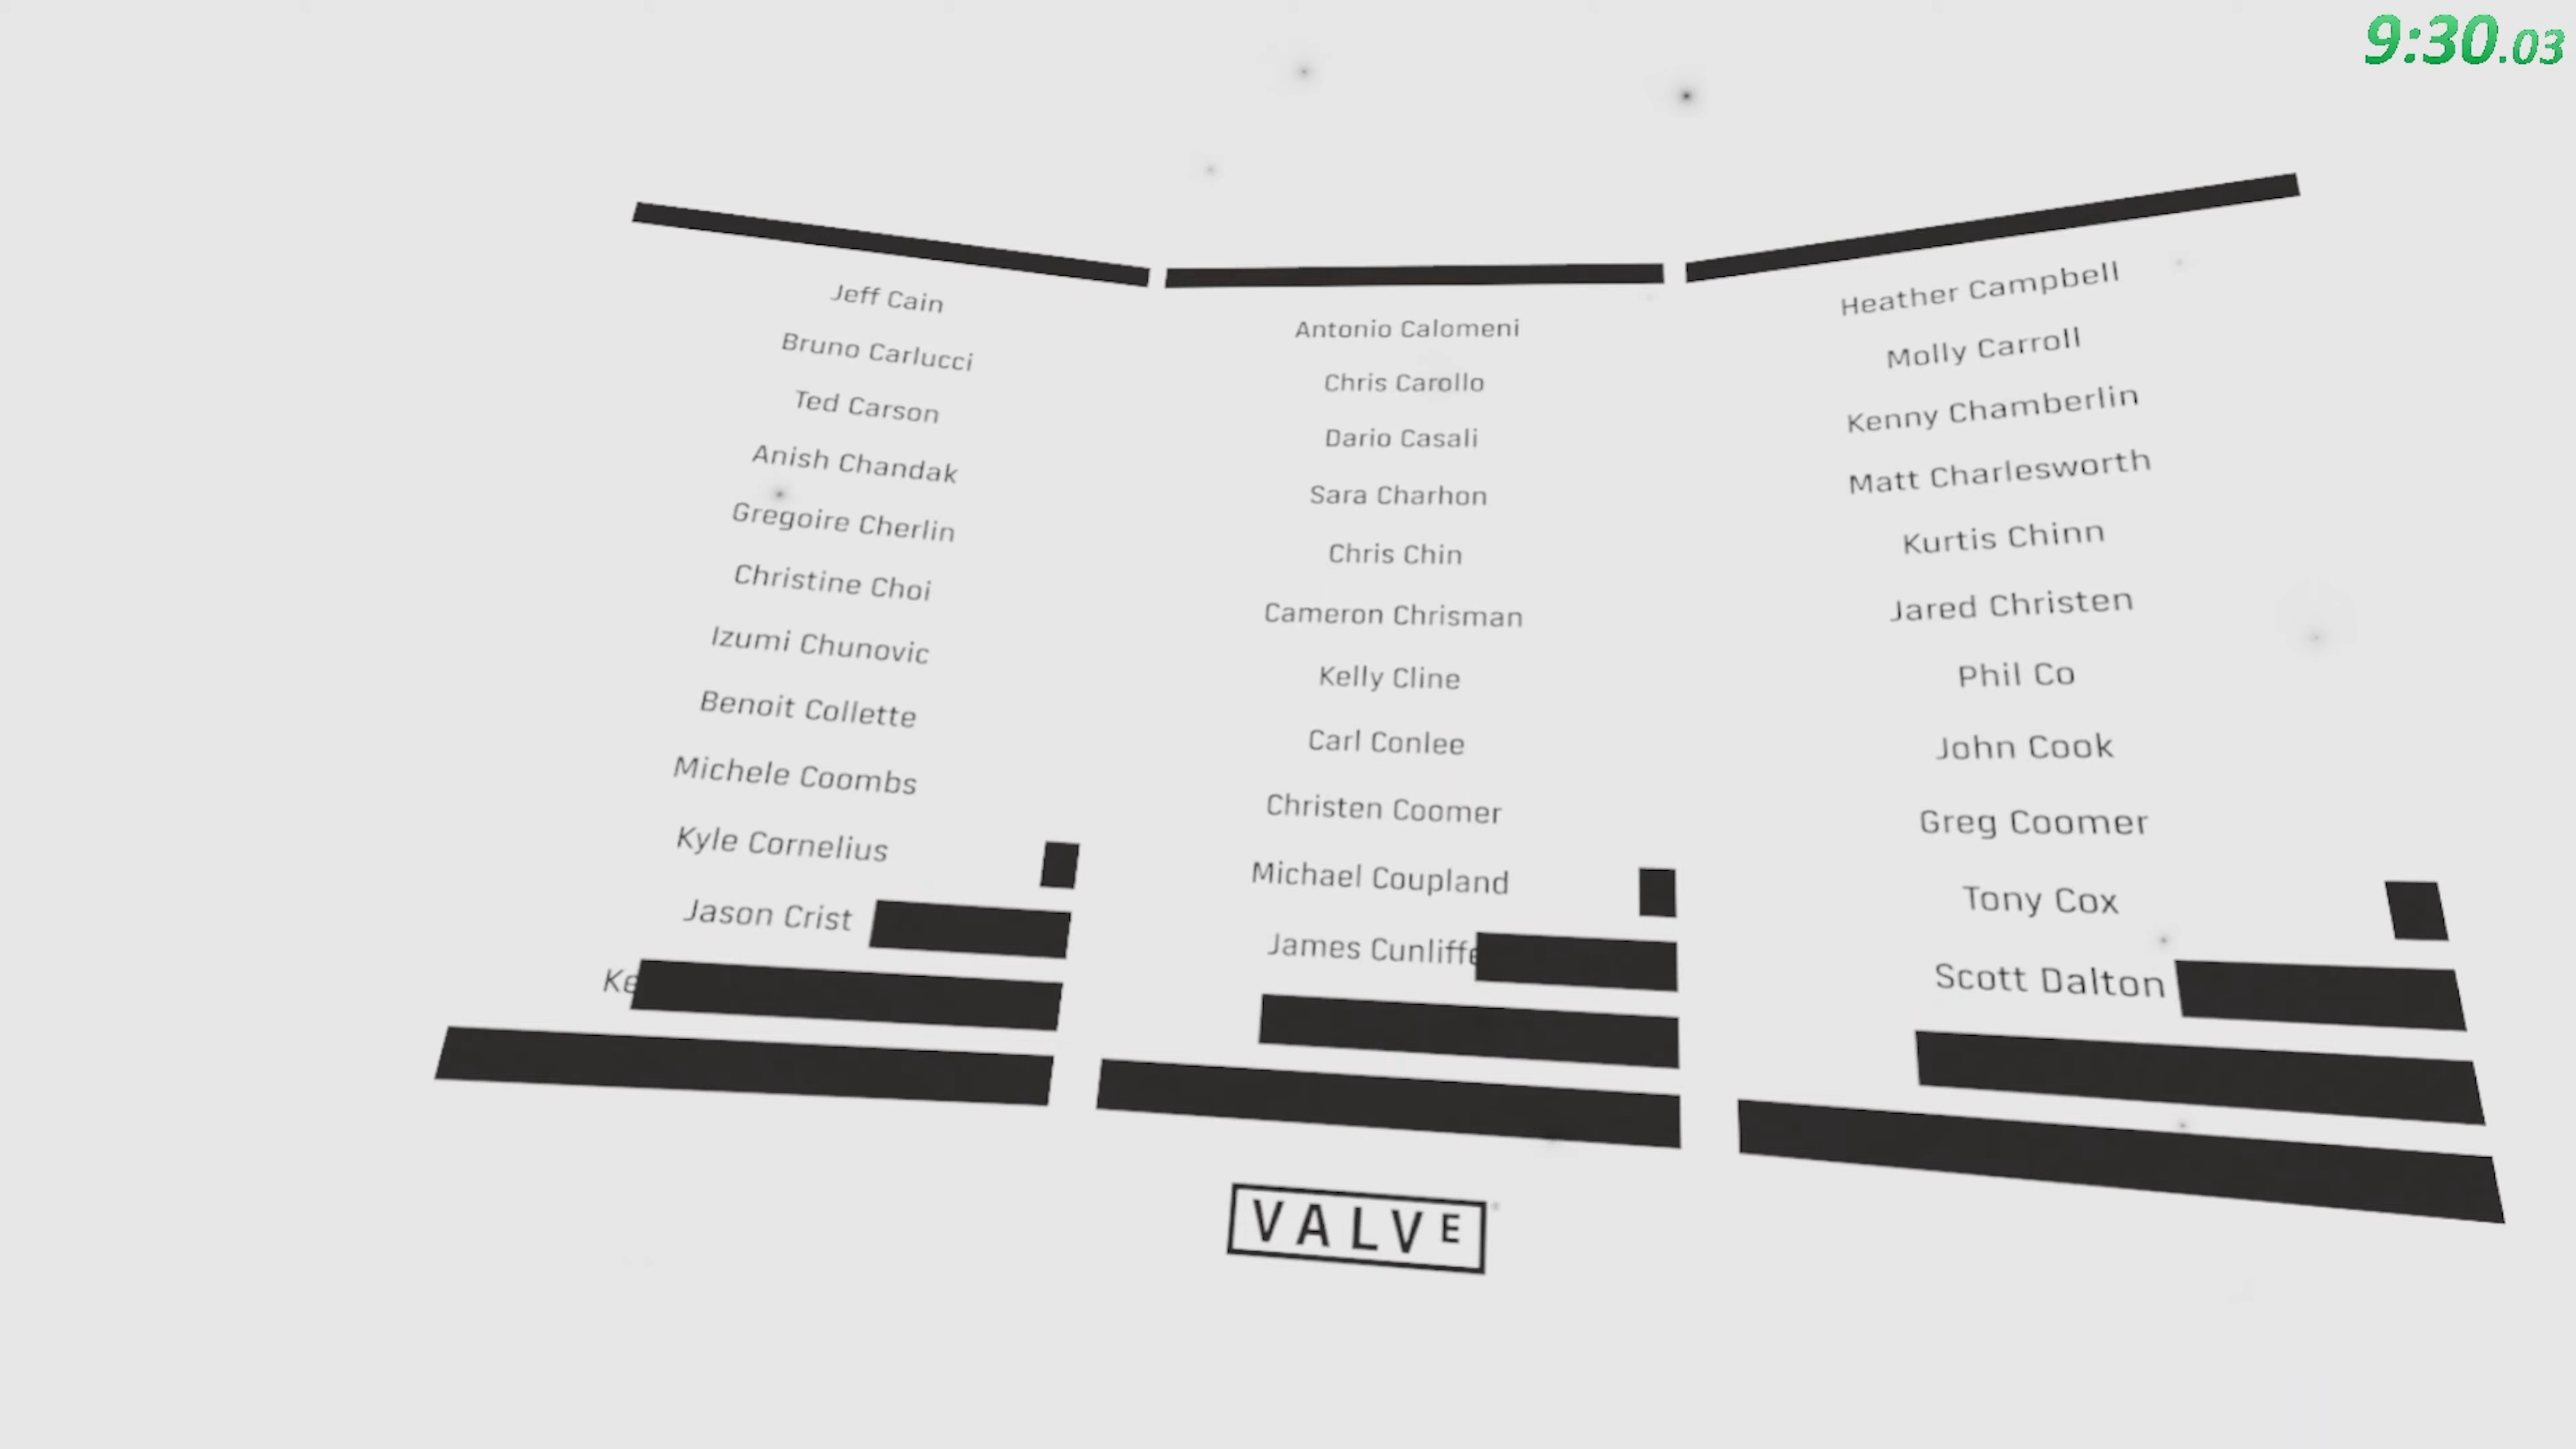 9:30.03
Jeff Cain
Bruno Carlucci
Ted Carson
Anish Chandak
Gregoire Cherlin
Christine Choi
Izumi Chunovic
Benoit Collette
Michele Coombs
Kyle Cornelius
Jason Crist
Ke
Antonio Calomeni
Chris Carollo
Dario Casali
Sara Charhon
Chris Chin
Cameron Chrisman
Kelly Cline
Carl Conlee
Christen Coomer
Michael Coupland
James Cunliffe
Heather Campbell
Molly Carroll
Kenny Chamberlin
Matt Charlesworth
Kurtis Chinn
Jared Christen
Phil Co
John Cook
Greg Coomer
Tony Cox
Scott Dalton
VALVE